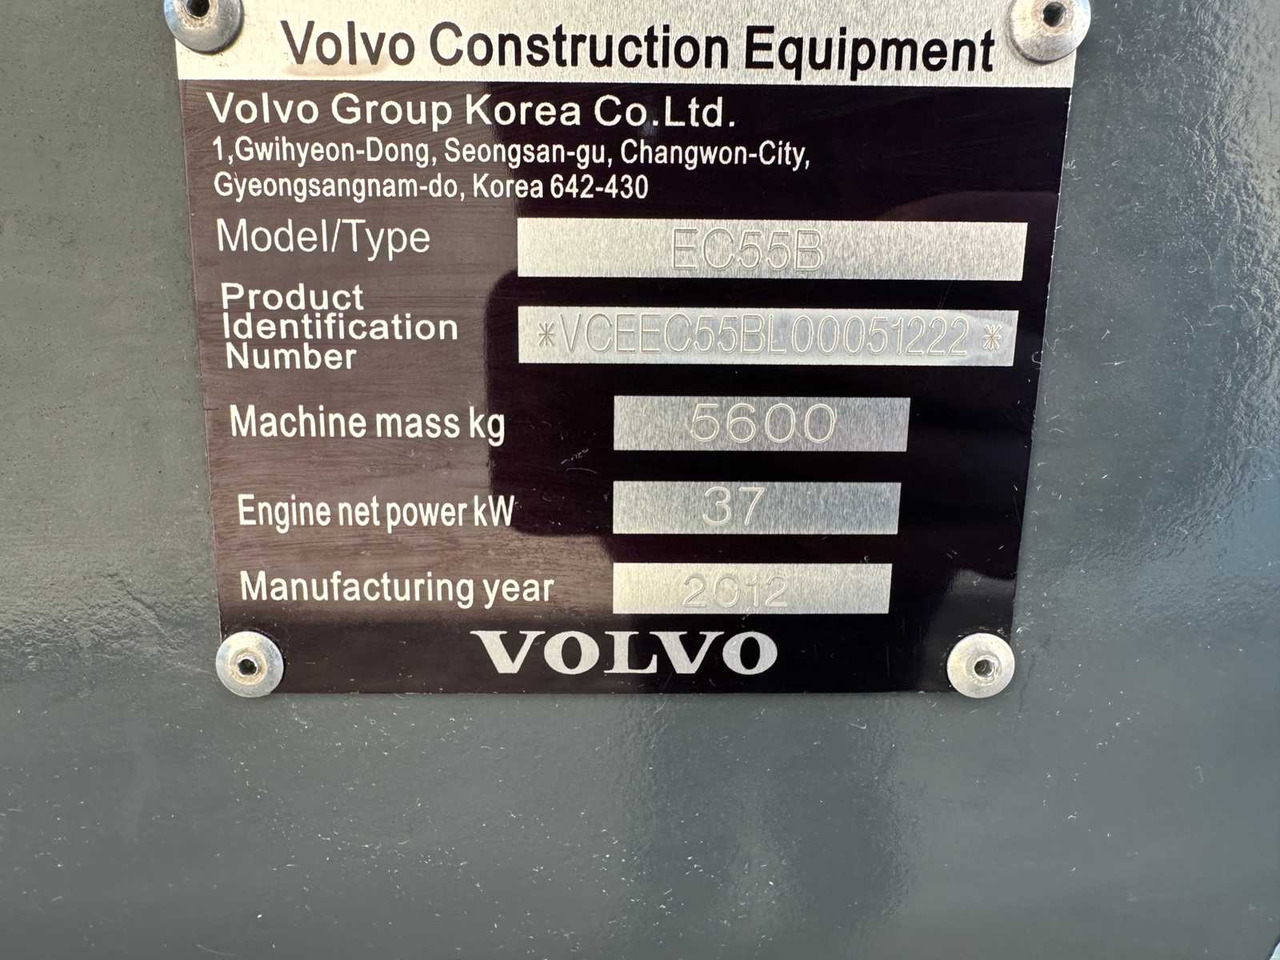 Volvo Construction Equipment
Volvo Group Korea Co.Ltd.
1,Gwihyeon-Dong, Seongsan-gu, Changwon-City,
Gyeongsangnam-do, Korea 642-430
Model/Type EC55B
Product
Identification
Number *VCEEC55BL00051222*
Machine mass kg 5600
Engine net power kW 37
Manufacturing year 2012
VOLVO